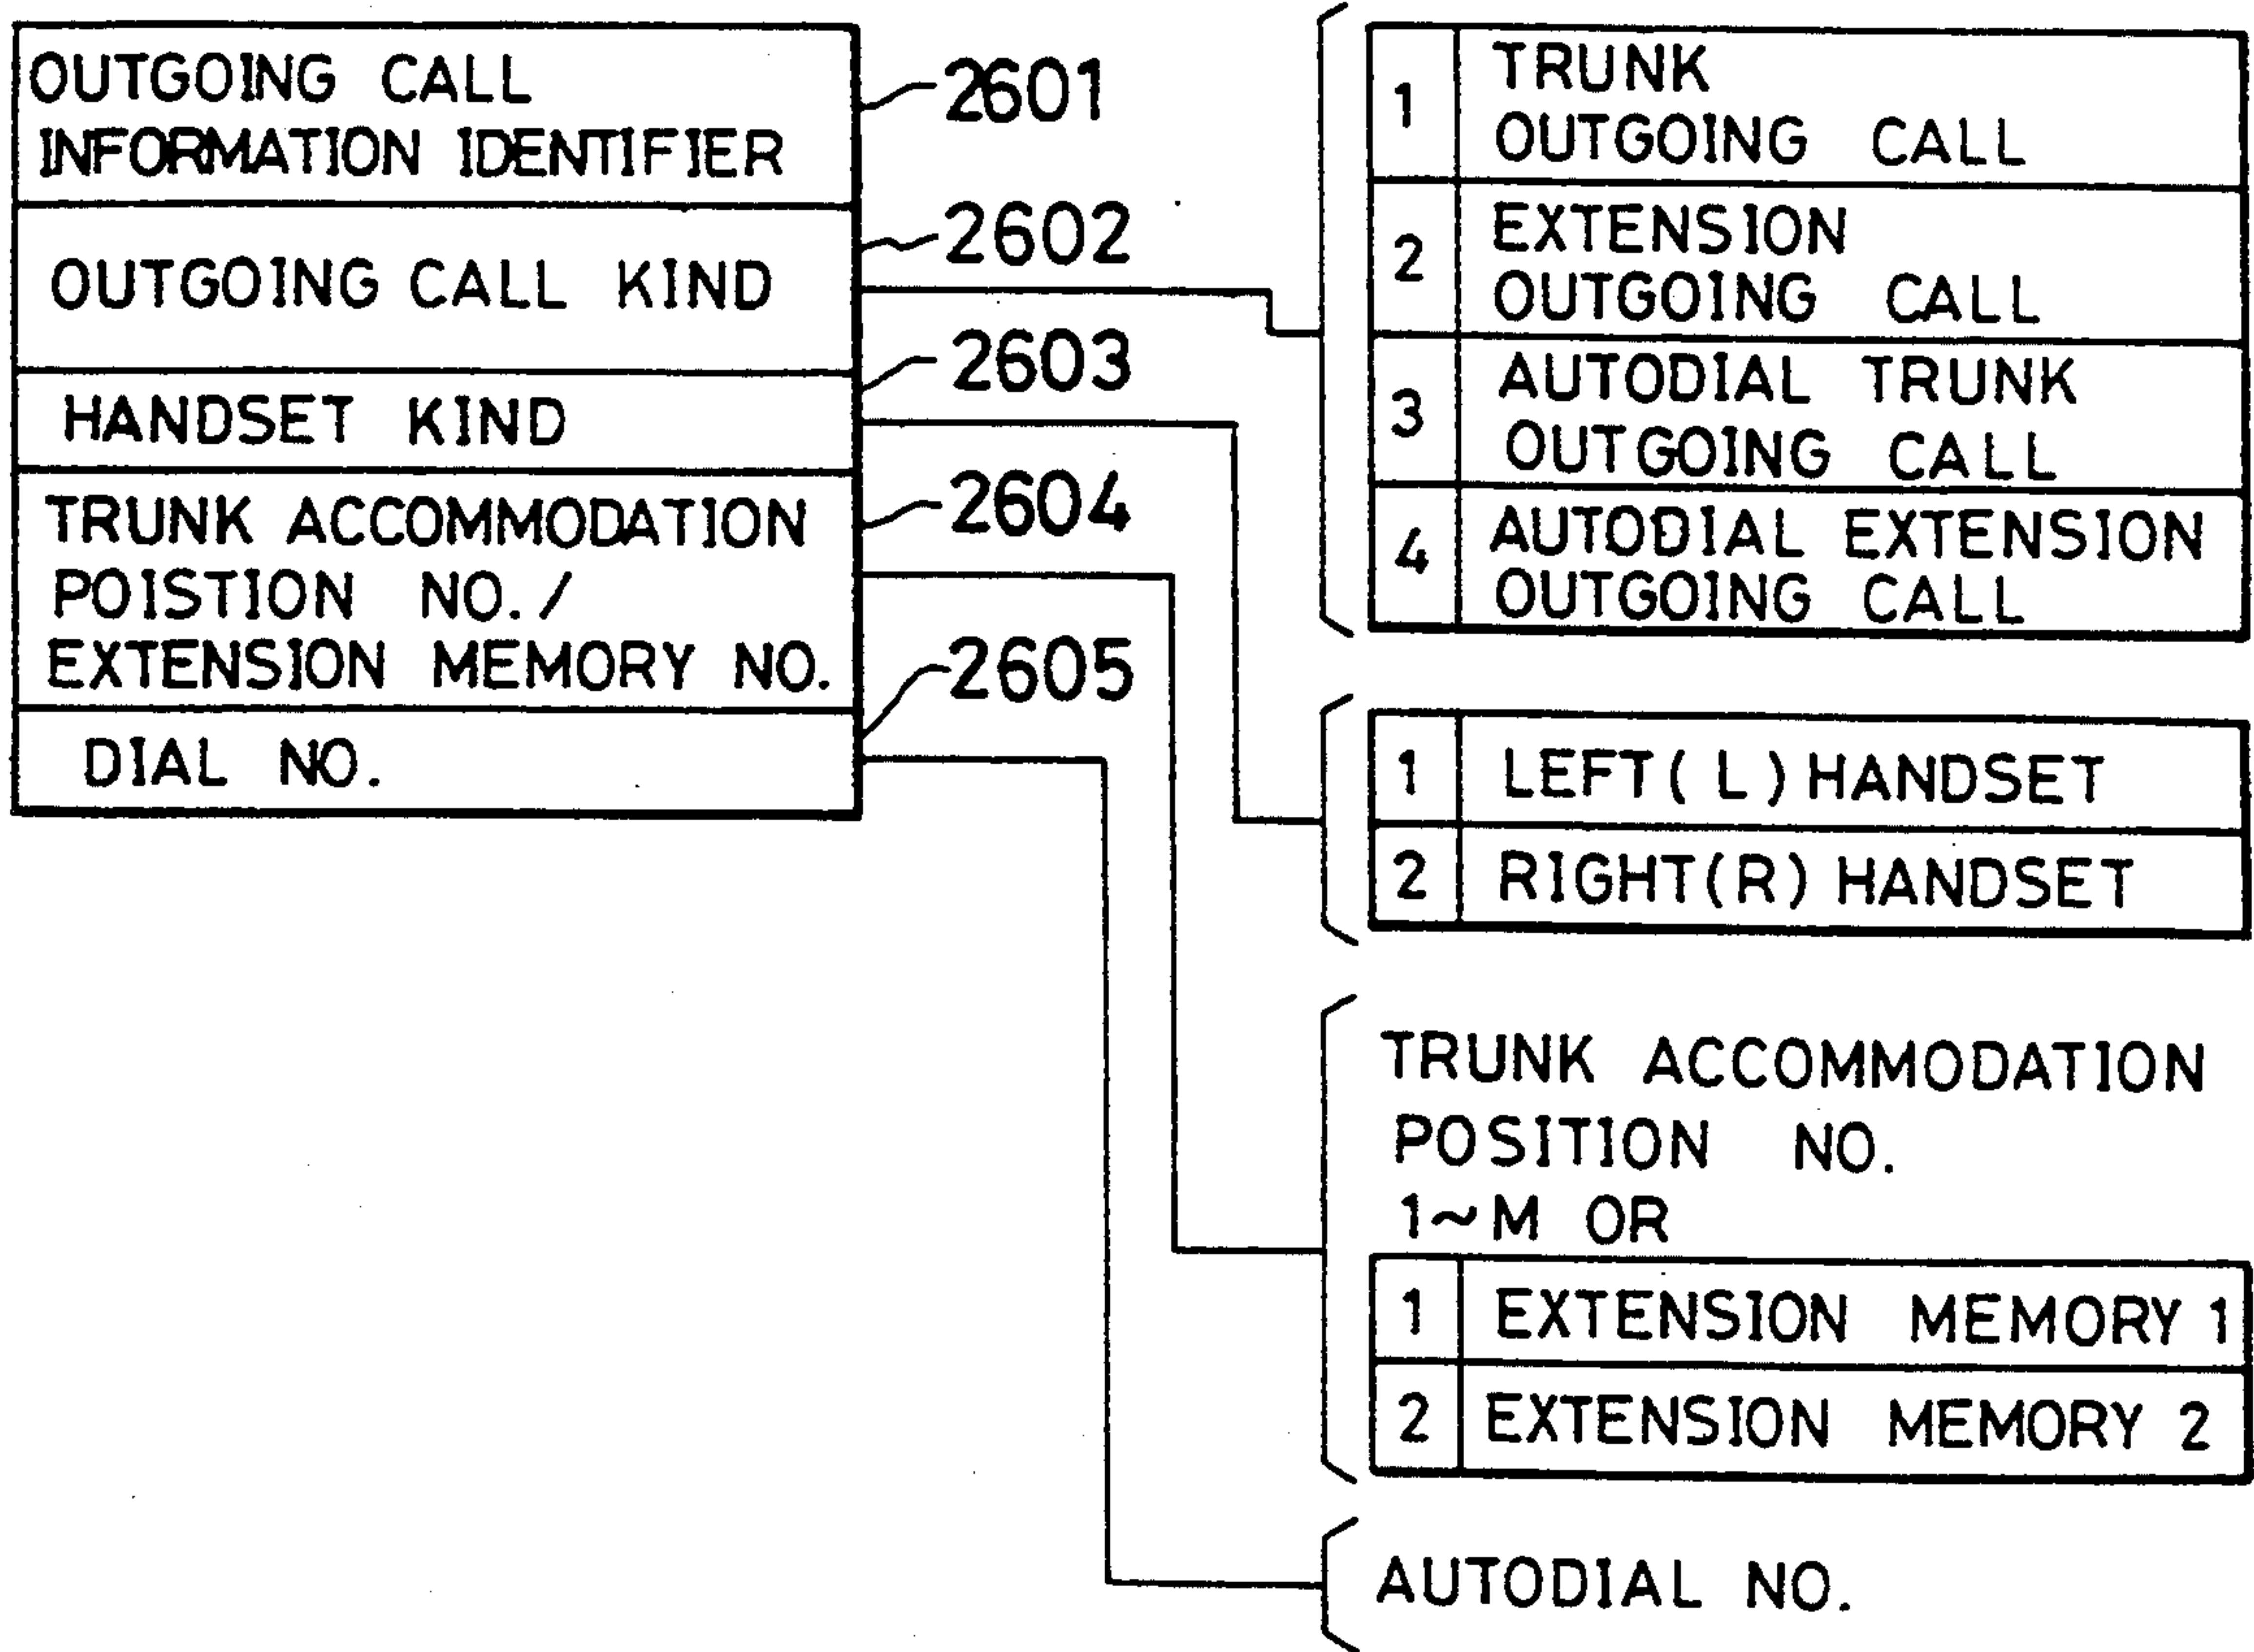 OUTGOING CALL
INFORMATION IDENTIFIER
2601
OUTGOING CALL KIND
2602
HANDSET KIND
2603
TRUNK ACCOMMODATION
POISTION NO./
EXTENSION MEMORY NO.
2604
DIAL NO.
2605
1 TRUNK
OUTGOING CALL
2 EXTENSION
OUTGOING CALL
3 AUTODIAL TRUNK
OUTGOING CALL
4 AUTODIAL EXTENSION
OUTGOING CALL
1 LEFT(L) HANDSET
2 RIGHT(R) HANDSET
TRUNK ACCOMMODATION
POSITION NO.
1~M OR
1 EXTENSION MEMORY 1
2 EXTENSION MEMORY 2
AUTODIAL NO.